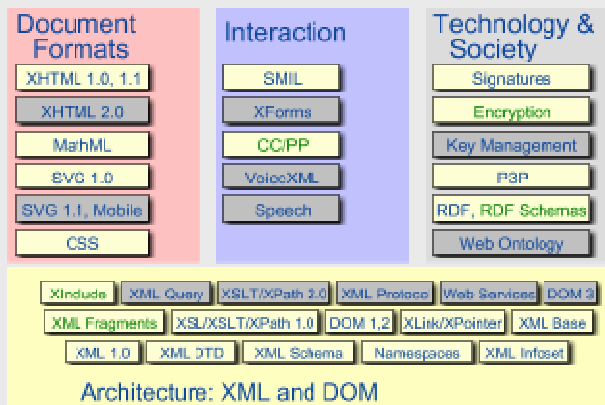 Document
Formats
XHTML 1.0, 1.1
XHTML 2.0
MathML
SVG 1.0
SVG 1.1, Mobile
CSS
Interaction
SMIL
XForms
CC/PP
VoiceXML
Speech
Technology &
Society
Signatures
Encryption
Key Management
P3P
RDF, RDF Schemas
Web Ontology
XInclude XML Query XSLT/XPath 2.0 XML Protocol Web Services DOM 3
XML Fragments XSL/XSLT/XPath 1.0 DOM 1,2 XLink/XPointer XML Base
XML 1.0 XML DTD XML Schema Namespaces XML Infoset
Architecture: XML and DOM